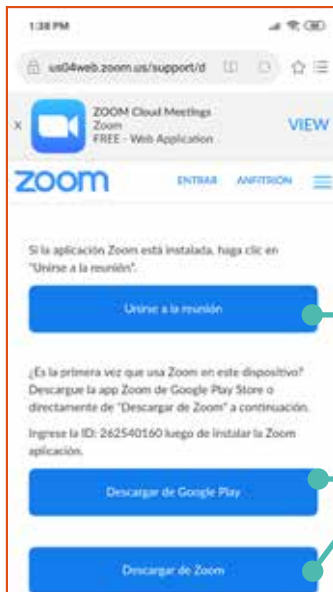 1:38 PM
us04web.zoom.us/support/d
x
ZOOM Cloud Meetings
Zoom
FREE - Web Application
VIEW
zoom
ENTRAR ANFITRIÓN
Si la aplicación Zoom está instalada, haga clic en
"Unirse a la reunión".
Unirse a la reunión
¿Es la primera vez que usa Zoom en este dispositivo?
Descargue la app Zoom de Google Play Store o
directamente de "Descargar de Zoom" a continuación.
Ingrese la ID: 262540160 luego de instalar la Zoom
aplicación.
Descargar de Google Play
Descargar de Zoom